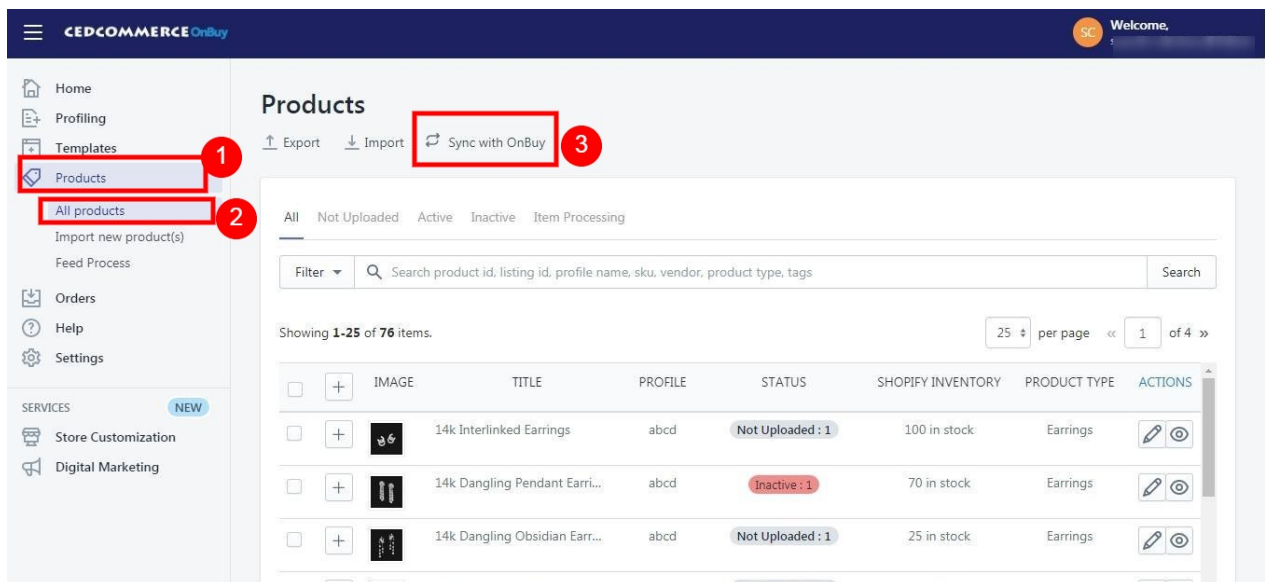 CEDCOMMERCE OnBuy
SC Welcome,
Home
Profiling
Templates
1
Products
All products
2
Import new product(s)
Feed Process
Orders
Help
Settings
SERVICES NEW
Store Customization
Digital Marketing
Products
Export Import Sync with OnBuy 3
All Not Uploaded Active Inactive Item Processing
Filter Search product id, listing id, profile name, sku, vendor, product type, tags Search
Showing 1-25 of 76 items. 25 per page « 1 of 4 »
+ IMAGE TITLE PROFILE STATUS SHOPIFY INVENTORY PRODUCT TYPE ACTIONS
+ 14k Interlinked Earrings abcd Not Uploaded : 1 100 in stock Earrings
+ 14k Dangling Pendant Earri... abcd Inactive : 1 70 in stock Earrings
+ 14k Dangling Obsidian Earr... abcd Not Uploaded : 1 25 in stock Earrings